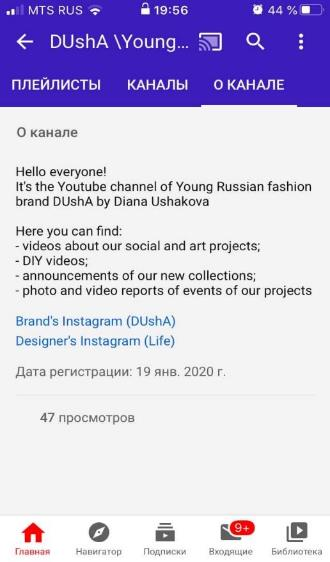 MTS RUS 19:56 44 %
DUshA \Young...
ПЛЕЙЛИСТЫ КАНАЛЫ О КАНАЛЕ
О канале
Hello everyone!
It's the Youtube channel of Young Russian fashion
brand DUshA by Diana Ushakova
Here you can find:
- videos about our social and art projects;
- DIY videos;
- announcements of our new collections;
- photo and video reports of events of our projects
Brand's Instagram (DUshA)
Designer's Instagram (Life)
Дата регистрации: 19 янв. 2020 г.
47 просмотров
9+
Главная Навигатор Подписки Входящие Библиотека